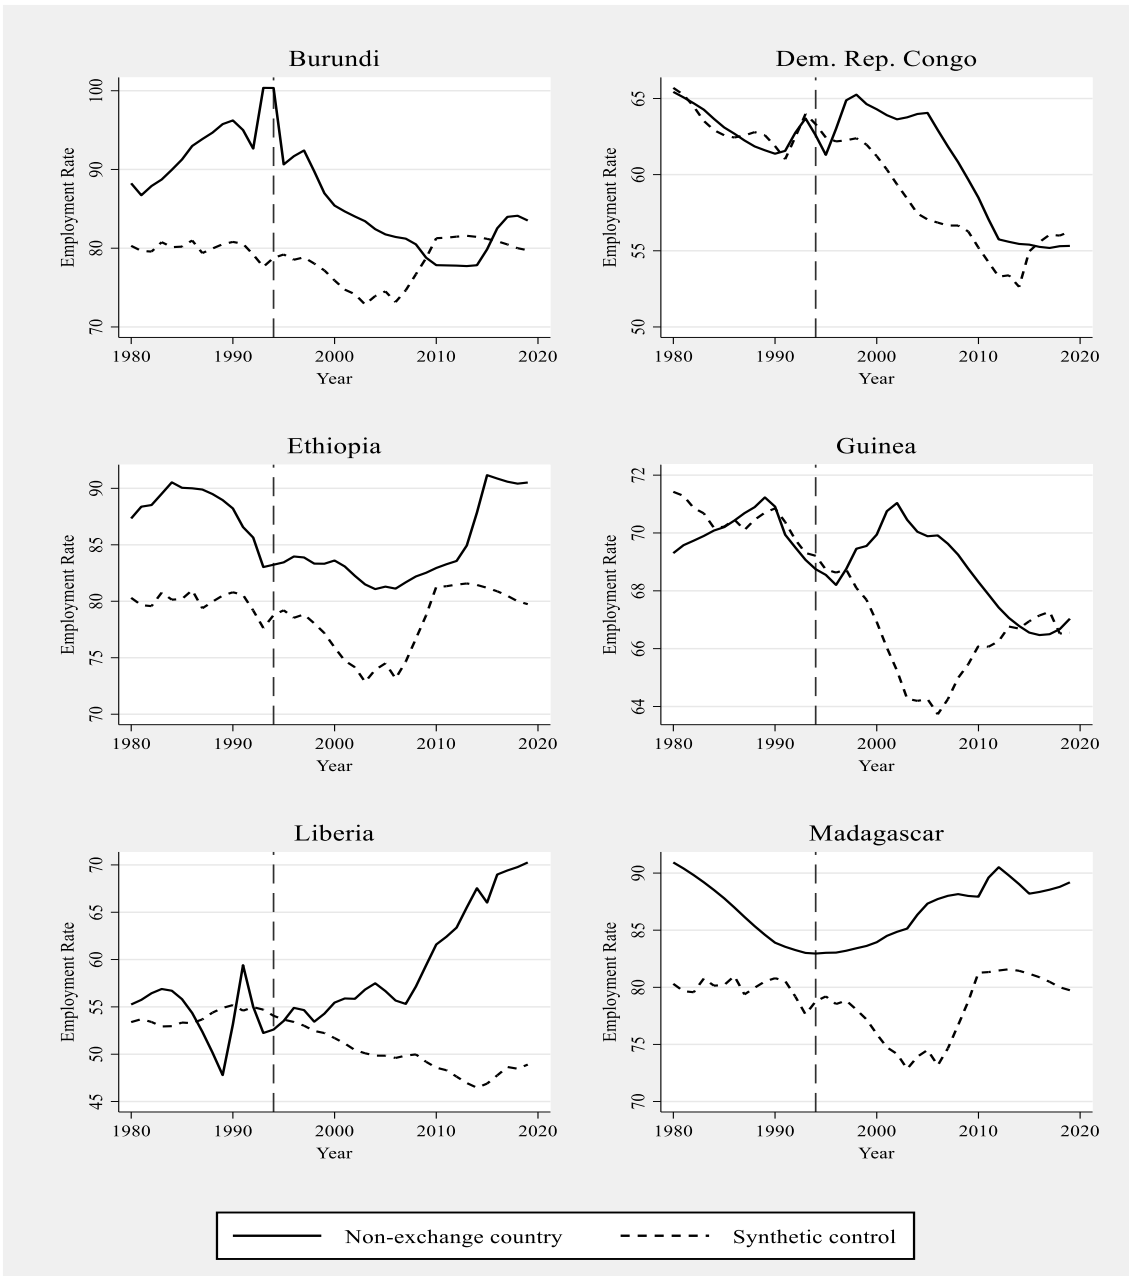 Burundi
Employment Rate
100
90
80
70
1980 1990 2000 2010 2020
Year
Dem. Rep. Congo
Employment Rate
65
60
55
50
1980 1990 2000 2010 2020
Year
Ethiopia
Employment Rate
90
85
80
75
70
1980 1990 2000 2010 2020
Year
Guinea
Employment Rate
72
70
68
66
64
1980 1990 2000 2010 2020
Year
Liberia
Employment Rate
70
65
60
55
50
45
1980 1990 2000 2010 2020
Year
Madagascar
Employment Rate
90
85
80
75
70
1980 1990 2000 2010 2020
Year
Non-exchange country Synthetic control